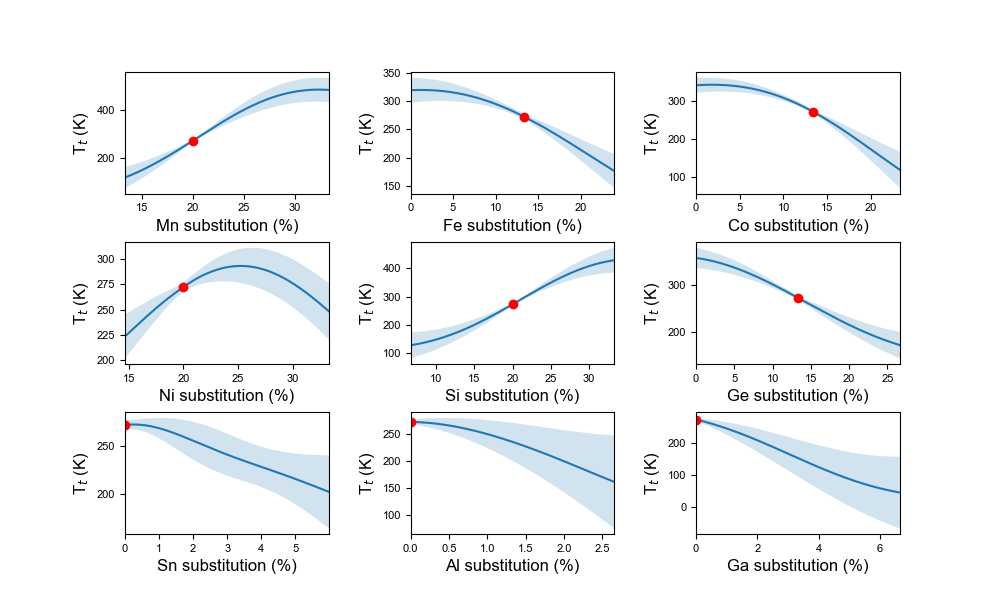 T_t (K)
400
200
15 20 25 30
Mn substitution (%)
T_t (K)
350
300
250
200
150
0 5 10 15 20
Fe substitution (%)
T_t (K)
300
200
100
0 5 10 15 20
Co substitution (%)
T_t (K)
300
275
250
225
200
15 20 25 30
Ni substitution (%)
T_t (K)
400
300
200
100
10 15 20 25 30
Si substitution (%)
T_t (K)
300
200
0 5 10 15 20 25
Ge substitution (%)
T_t (K)
250
200
0 1 2 3 4 5
Sn substitution (%)
T_t (K)
250
200
150
100
0.0 0.5 1.0 1.5 2.0 2.5
Al substitution (%)
T_t (K)
200
100
0
0 2 4 6
Ga substitution (%)